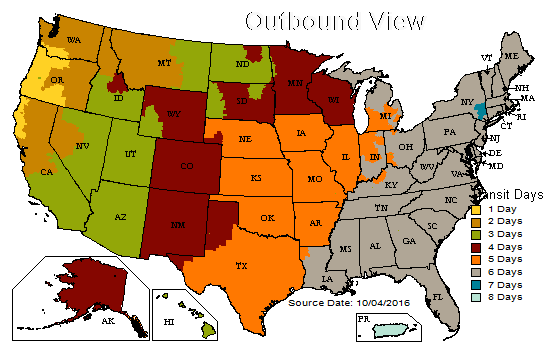 Outbound View
WA
OR
CA
NV
ID
MT
WY
UT
AZ
CO
NM
ND
SD
NE
KS
OK
TX
MN
IA
MO
AR
LA
WI
IL
MI
IN
OH
KY
TN
MS
AL
GA
FL
SC
NC
VA
WV
PA
NY
VT
ME
NH
MA
RI
CT
NJ
DE
MD
AK
HI
PR
nsit Days
1 Day
2 Days
3 Days
4 Days
5 Days
6 Days
7 Days
8 Days
Source Date: 10/04/2016